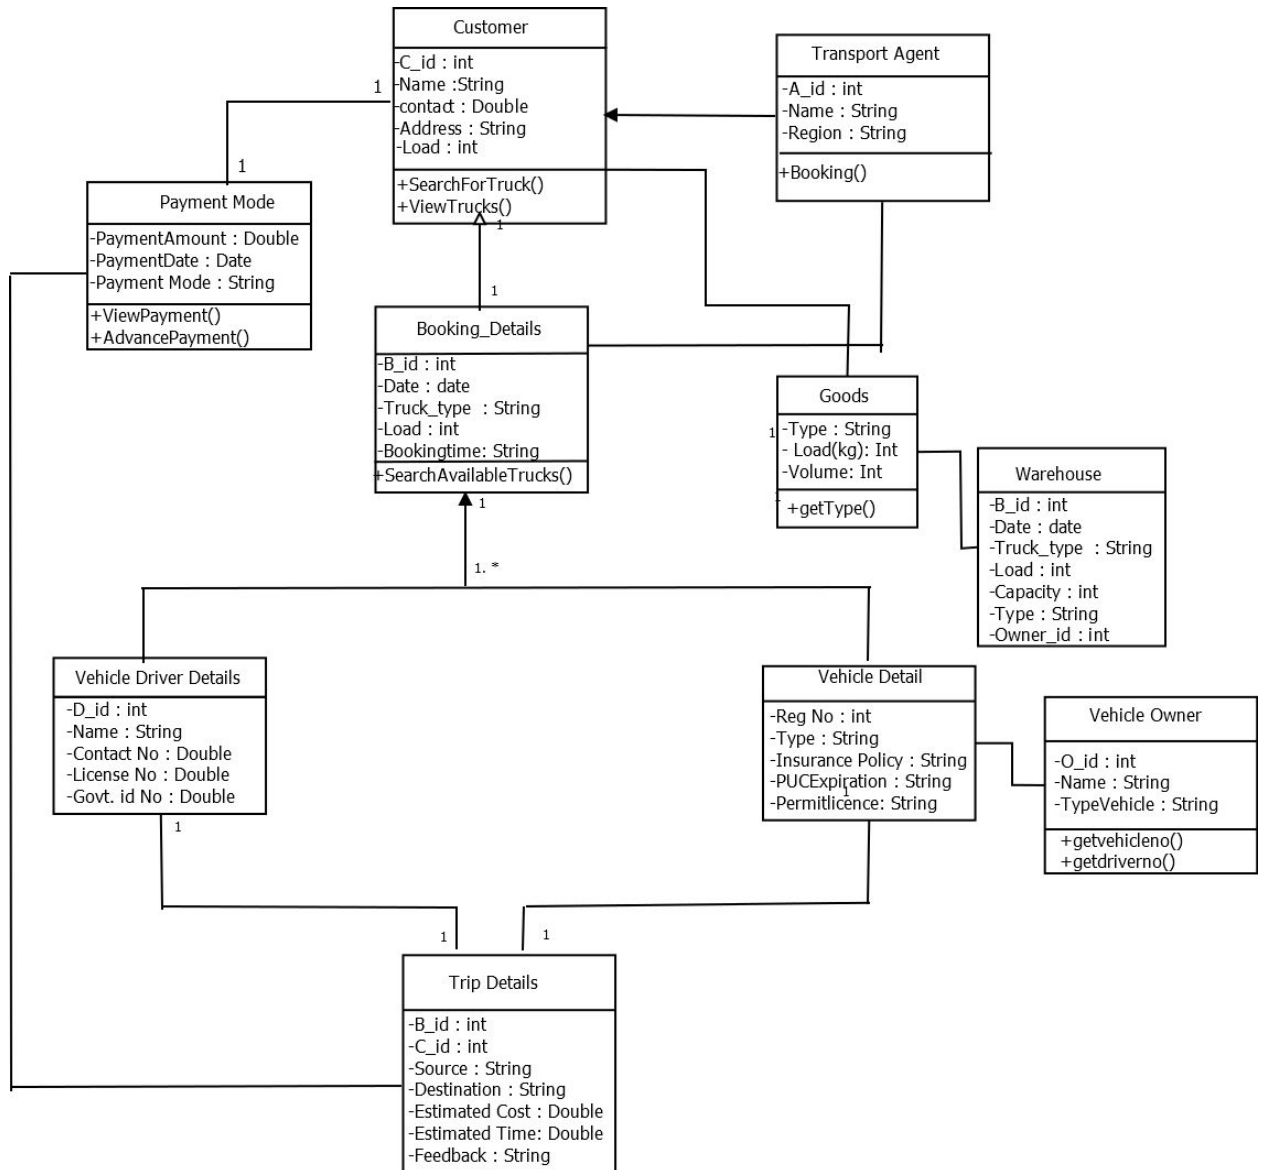 Customer
-C_id : int
-Name :String
-contact : Double
-Address : String
-Load : int
+SearchForTruck()
+ViewTrucks()
Transport Agent
-A_id : int
-Name : String
-Region : String
+Booking()
1
1
Payment Mode
-PaymentAmount : Double
-PaymentDate : Date
-Payment Mode : String
+ViewPayment()
+AdvancePayment()
1
1
Booking_Details
-B_id : int
-Date : date
-Truck_type : String
-Load : int
-Bookingtime: String
+SearchAvailableTrucks()
Goods
1
-Type : String
- Load(kg): Int
-Volume: Int
1
+getType()
Warehouse
-B_id : int
-Date : date
-Truck_type : String
-Load : int
-Capacity : int
-Type : String
-Owner_id : int
1
1. *
Vehicle Driver Details
-D_id : int
-Name : String
-Contact No : Double
-License No : Double
-Govt. id No : Double
1
Vehicle Detail
-Reg No : int
-Type : String
-Insurance Policy : String
-PUCExpiration : String
1
-Permitlicence: String
Vehicle Owner
-O_id : int
-Name : String
-TypeVehicle : String
+getvehicleno()
+getdriverno()
1
1
Trip Details
-B_id : int
-C_id : int
-Source : String
-Destination : String
-Estimated Cost : Double
-Estimated Time: Double
-Feedback : String